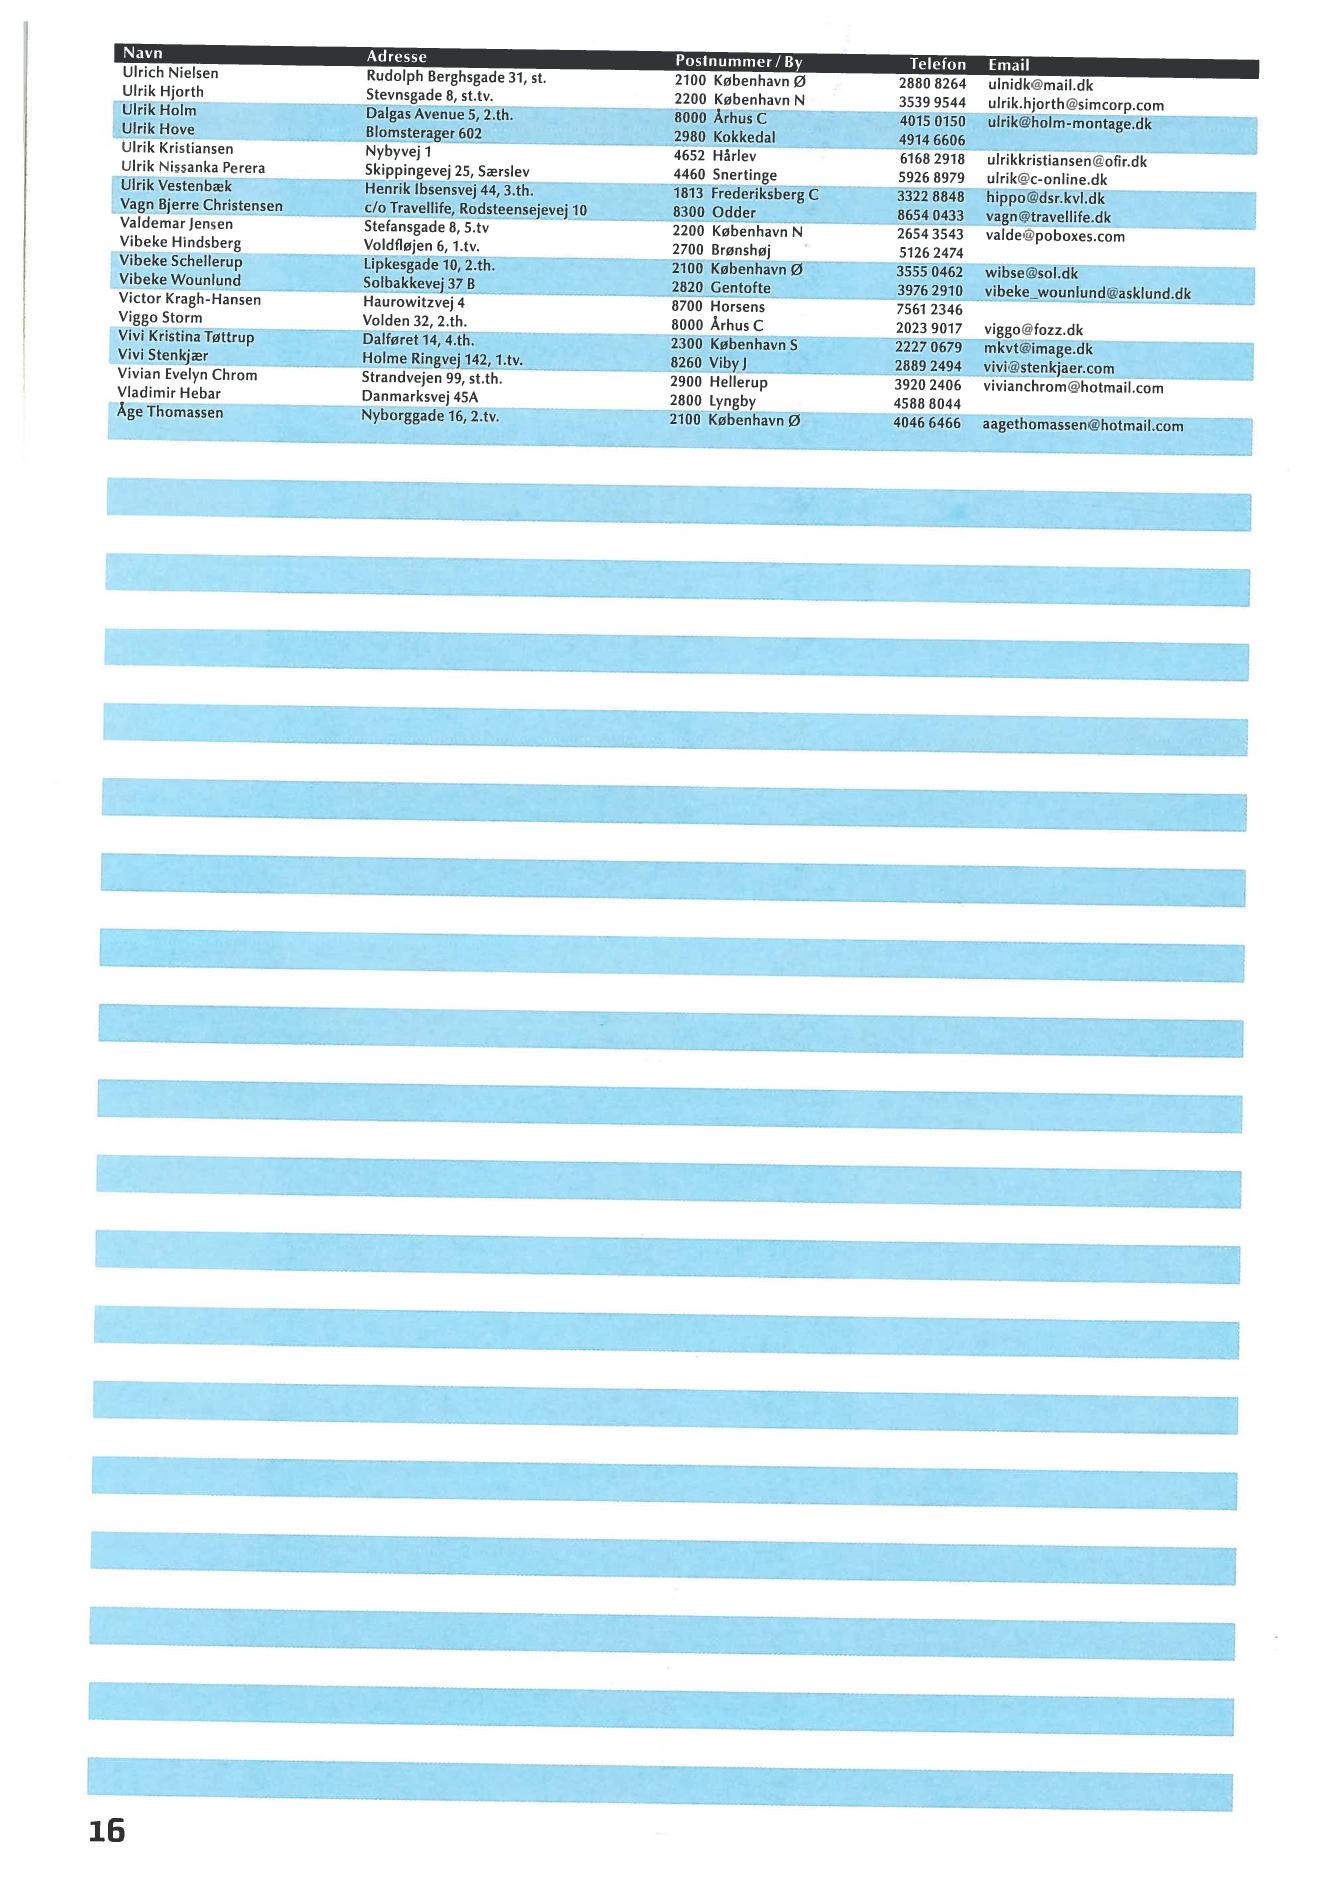 Navn Adresse Postnummer / By Telefon Email
Ulrich Nielsen Rudolph Berghsgade 31, st. 2100 København Ø 2880 8264 ulnidk@mail.dk
Ulrik Hjorth Stevnsgade 8, st.tv. 2200 København N 3539 9544 ulrik.hjorth@simcorp.com
Ulrik Holm Dalgas Avenue 5, 2.th. 8000 Århus C 4015 0150 ulrik@holm-montage.dk
Ulrik Hove Blomsterager 602 2980 Kokkedal 4914 6606
Ulrik Kristiansen Nybyvej 1 4652 Hårlev 6168 2918 ulrikkristiansen@ofir.dk
Ulrik Nissanka Perera Skippingevej 25, Særslev 4460 Snertinge 5926 8979 ulrik@c-online.dk
Ulrik Vestenbæk Henrik Ibsensvej 44, 3.th. 1813 Frederiksberg C 3322 8848 hippo@dsr.kvl.dk
Vagn Bjerre Christensen c/o Travellife, Rodsteensejevej 10 8300 Odder 8654 0433 vagn@travellife.dk
Valdemar Jensen Stefansgade 8, 5.tv 2200 København N 2654 3543 valde@poboxes.com
Vibeke Hindsberg Voldfløjen 6, 1.tv. 2700 Brønshøj 5126 2474
Vibeke Schellerup Lipkesgade 10, 2.th. 2100 København Ø 3555 0462 wibse@sol.dk
Vibeke Wounlund Solbakkevej 37 B 2820 Gentofte 3976 2910 vibeke_wounlund@asklund.dk
Victor Kragh-Hansen Haurowitzvej 4 8700 Horsens 7561 2346
Viggo Storm Volden 32, 2.th. 8000 Århus C 2023 9017 viggo@fozz.dk
Vivi Kristina Tøttrup Dalføret 14, 4.th. 2300 København S 2227 0679 mkvt@image.dk
Vivi Stenkjær Holme Ringvej 142, 1.tv. 8260 Viby J 2889 2494 vivi@stenkjaer.com
Vivian Evelyn Chrom Strandvejen 99, st.th. 2900 Hellerup 3920 2406 vivianchrom@hotmail.com
Vladimir Hebar Danmarksvej 45A 2800 Lyngby 4588 8044
Åge Thomassen Nyborggade 16, 2.tv. 2100 København Ø 4046 6466 aagethomassen@hotmail.com
16